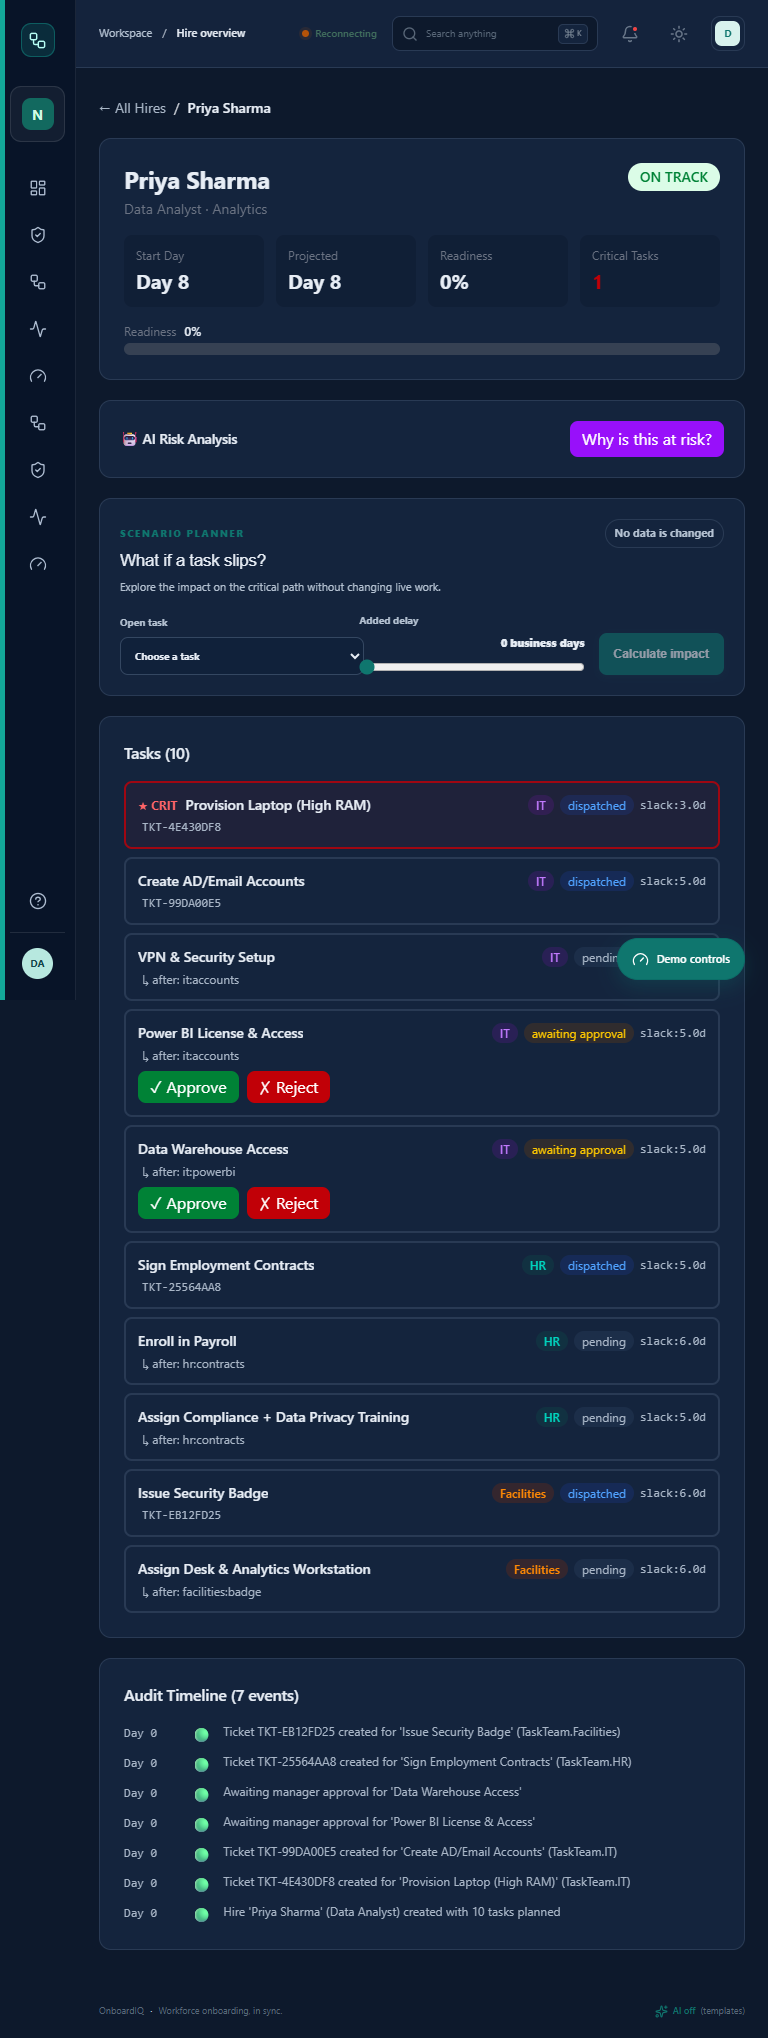 Workspace / Hire overview
Reconnecting
Search anything
⌘ K
D
N
← All Hires / Priya Sharma
Priya Sharma
ON TRACK
Data Analyst · Analytics
Start Day
Day 8
Projected
Day 8
Readiness
0%
Critical Tasks
1
Readiness 0%
AI Risk Analysis
Why is this at risk?
SCENARIO PLANNER
No data is changed
What if a task slips?
Explore the impact on the critical path without changing live work.
Open task
Added delay
0 business days
Choose a task
Calculate impact
Tasks (10)
★ CRIT Provision Laptop (High RAM) IT dispatched slack:3.0d
TKT-4E430DF8
Create AD/Email Accounts IT dispatched slack:5.0d
TKT-99DA00E5
VPN & Security Setup IT pendin
Demo controls
↳ after: it:accounts
Power BI License & Access IT awaiting approval slack:5.0d
↳ after: it:accounts
✓ Approve ✗ Reject
Data Warehouse Access IT awaiting approval slack:5.0d
↳ after: it:powerbi
✓ Approve ✗ Reject
Sign Employment Contracts HR dispatched slack:5.0d
TKT-25564AA8
Enroll in Payroll HR pending slack:6.0d
↳ after: hr:contracts
Assign Compliance + Data Privacy Training HR pending slack:5.0d
↳ after: hr:contracts
Issue Security Badge Facilities dispatched slack:6.0d
TKT-EB12FD25
Assign Desk & Analytics Workstation Facilities pending slack:6.0d
↳ after: facilities:badge
DA
Audit Timeline (7 events)
Day 0 Ticket TKT-EB12FD25 created for 'Issue Security Badge' (TaskTeam.Facilities)
Day 0 Ticket TKT-25564AA8 created for 'Sign Employment Contracts' (TaskTeam.HR)
Day 0 Awaiting manager approval for 'Data Warehouse Access'
Day 0 Awaiting manager approval for 'Power BI License & Access'
Day 0 Ticket TKT-99DA00E5 created for 'Create AD/Email Accounts' (TaskTeam.IT)
Day 0 Ticket TKT-4E430DF8 created for 'Provision Laptop (High RAM)' (TaskTeam.IT)
Day 0 Hire 'Priya Sharma' (Data Analyst) created with 10 tasks planned
OnboardIQ · Workforce onboarding, in sync.
AI off (templates)